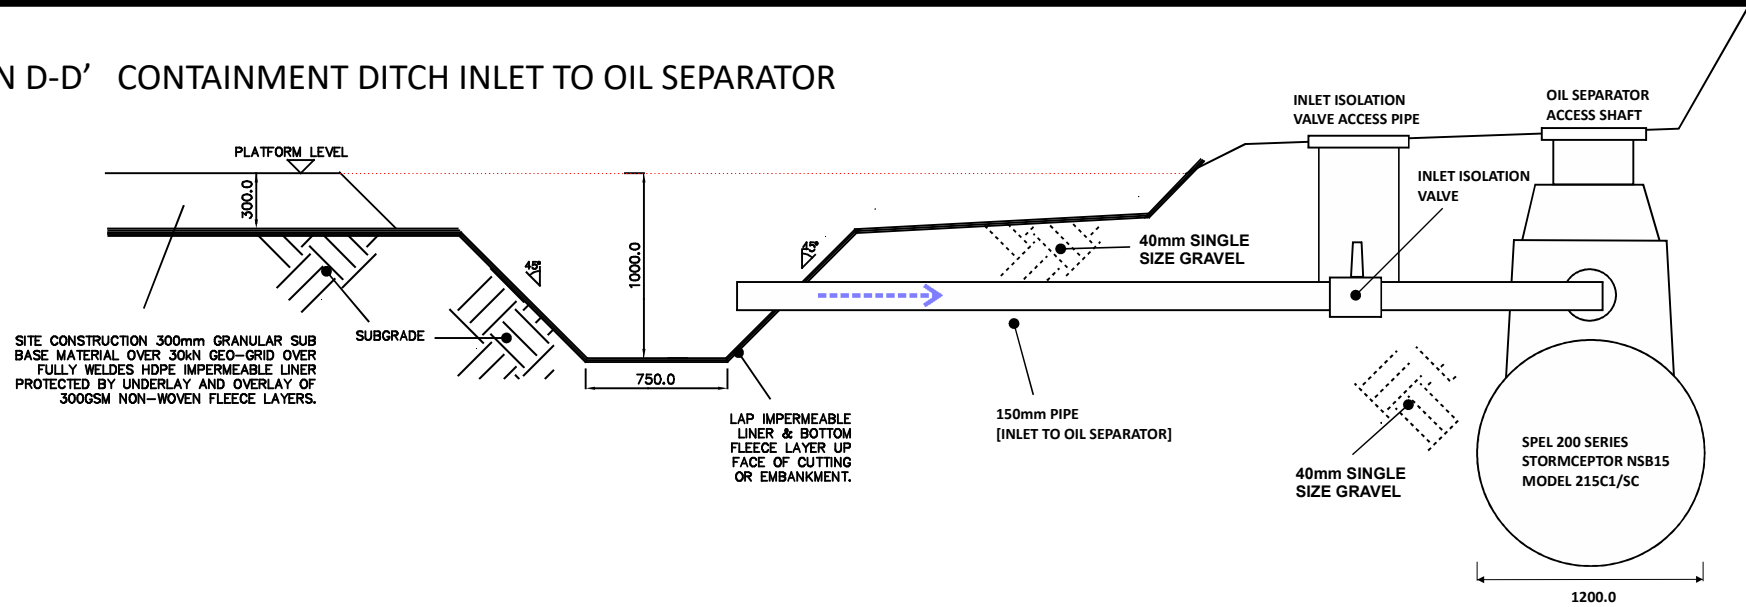 N D-D’ CONTAINMENT DITCH INLET TO OIL SEPARATOR
PLATFORM LEVEL
300.0
1000.0
45°
45°
750.0
SITE CONSTRUCTION 300mm GRANULAR SUB
BASE MATERIAL OVER 30kN GEO-GRID OVER
FULLY WELDES HDPE IMPERMEABLE LINER
PROTECTED BY UNDERLAY AND OVERLAY OF
300GSM NON-WOVEN FLEECE LAYERS.
SUBGRADE
LAP IMPERMEABLE
LINER & BOTTOM
FLEECE LAYER UP
FACE OF CUTTING
OR EMBANKMENT.
40mm SINGLE
SIZE GRAVEL
150mm PIPE
[INLET TO OIL SEPARATOR]
INLET ISOLATION
VALVE ACCESS PIPE
OIL SEPARATOR
ACCESS SHAFT
INLET ISOLATION
VALVE
40mm SINGLE
SIZE GRAVEL
SPEL 200 SERIES
STORMCEPTOR NSB15
MODEL 215C1/SC
1200.0